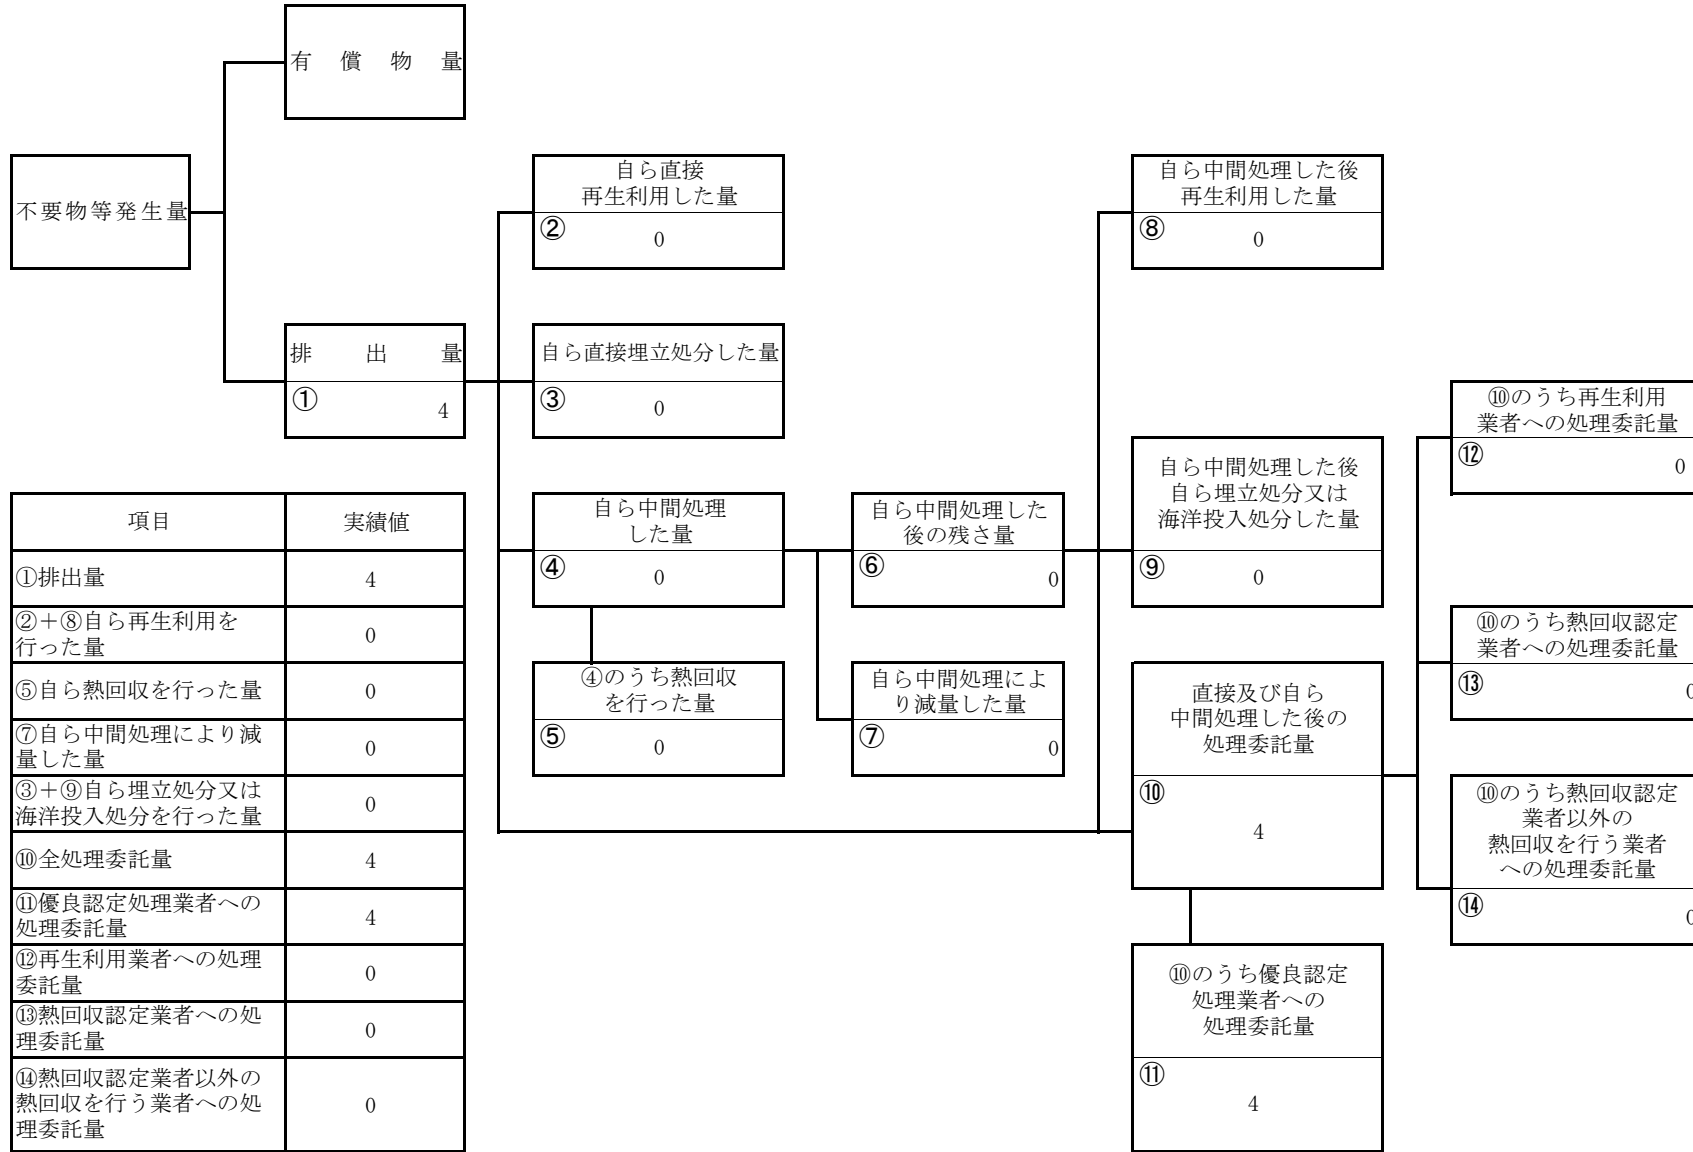 有償物量
不要物等発生量
自ら直接
再生利用した量
②
0
自ら中間処理した後
再生利用した量
⑧
0
排出量
①
4
自ら直接埋立処分した量
③
0
⑩のうち再生利用
業者への処理委託量
⑫
0
自ら中間処理
した量
④
0
自ら中間処理した
後の残さ量
⑥
0
自ら中間処理した後
自ら埋立処分又は
海洋投入処分した量
⑨
0
④のうち熱回収
を行った量
⑤
0
自ら中間処理によ
り減量した量
⑦
0
直接及び自ら
中間処理した後の
処理委託量
⑩
4
⑩のうち熱回収認定
業者への処理委託量
⑬
0
⑩のうち熱回収認定
業者以外の
熱回収を行う業者
への処理委託量
⑭
0
⑩のうち優良認定
処理業者への
処理委託量
⑪
4
項目 実績値
①排出量 4
②+⑧自ら再生利用を
行った量 0
⑤自ら熱回収を行った量 0
⑦自ら中間処理により減
量した量 0
③+⑨自ら埋立処分又は
海洋投入処分を行った量 0
⑩全処理委託量 4
⑪優良認定処理業者への
処理委託量 4
⑫再生利用業者への処理
委託量 0
⑬熱回収認定業者への処
理委託量 0
⑭熱回収認定業者以外の
熱回収を行う業者への処
理委託量 0